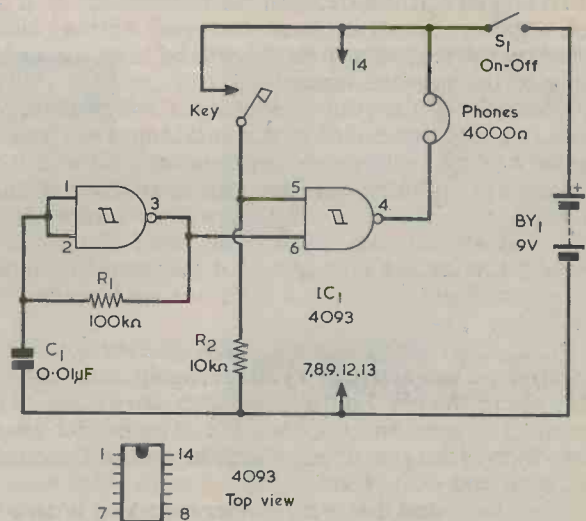 S₁
On-Off
14
Key
Phones
4000Ω
1
2
3
5
6
4
+
BY₁
9V
R₁
100kΩ
IC₁
4093
C₁
0·01µF
R₂
10kΩ
7,8,9,12,13
1
14
7
8
4093
Top view